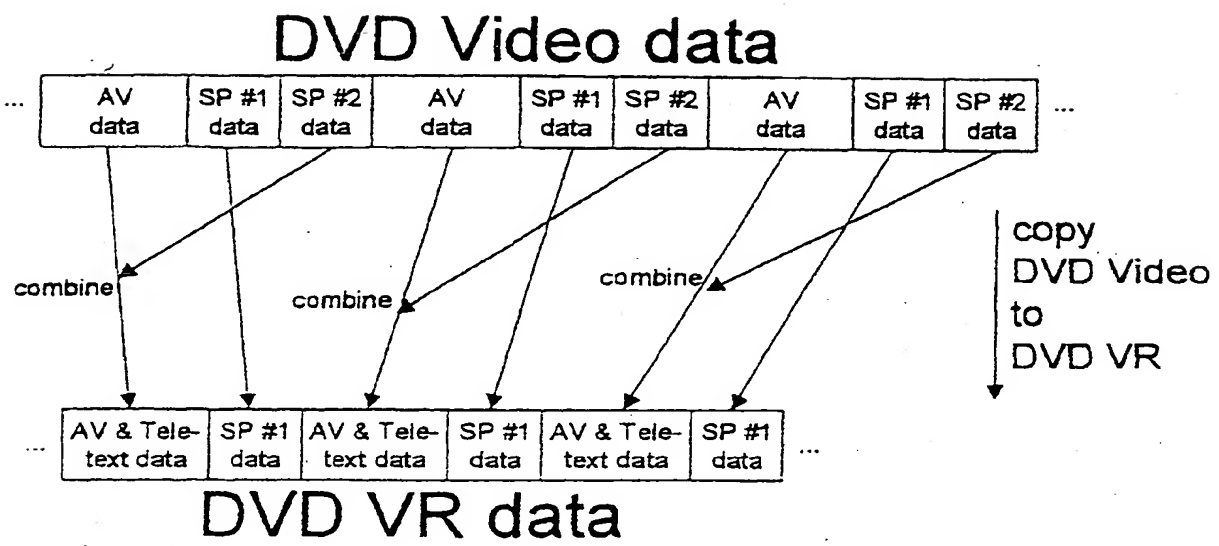 DVD Video data
... AV data SP #1 data SP #2 data AV data SP #1 data SP #2 data AV data SP #1 data SP #2 data ...
copy
DVD Video
to
DVD VR
combine combine combine
... AV & Tele-text data SP #1 data AV & Tele-text data SP #1 data AV & Tele-text data SP #1 data ...
DVD VR data